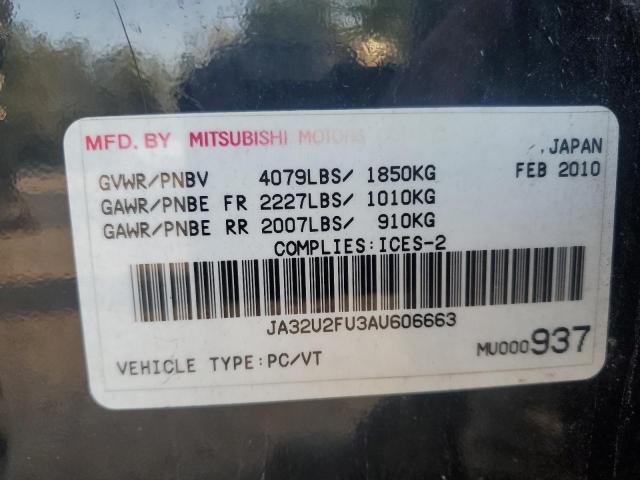 MFD. BY MITSUBISHI MOTORS
, JAPAN
GVWR/PNBV 4079LBS/ 1850KG FEB 2010
GAWR/PNBE FR 2227LBS/ 1010KG
GAWR/PNBE RR 2007LBS/ 910KG
COMPLIES:ICES-2
JA32U2FU3AU606663
MU000937
VEHICLE TYPE:PC/VT